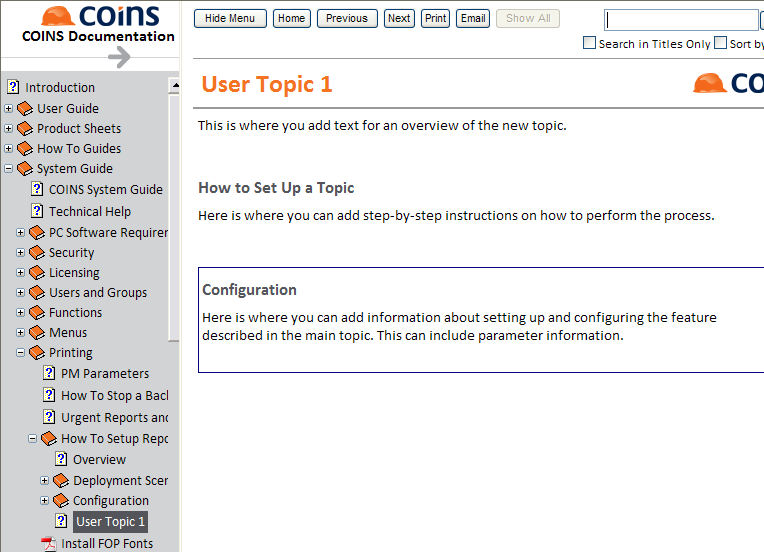 COINS
COINS Documentation
Hide Menu Home Previous Next Print Email Show All
Search in Titles Only Sort by
Introduction
User Guide
Product Sheets
How To Guides
System Guide
COINS System Guide
Technical Help
PC Software Requirer
Security
Licensing
Users and Groups
Functions
Menus
Printing
PM Parameters
How To Stop a Bacl
Urgent Reports and
How To Setup Repo
Overview
Deployment Scer
Configuration
User Topic 1
Install FOP Fonts
User Topic 1
CO
This is where you add text for an overview of the new topic.
How to Set Up a Topic
Here is where you can add step-by-step instructions on how to perform the process.
Configuration
Here is where you can add information about setting up and configuring the feature
described in the main topic. This can include parameter information.